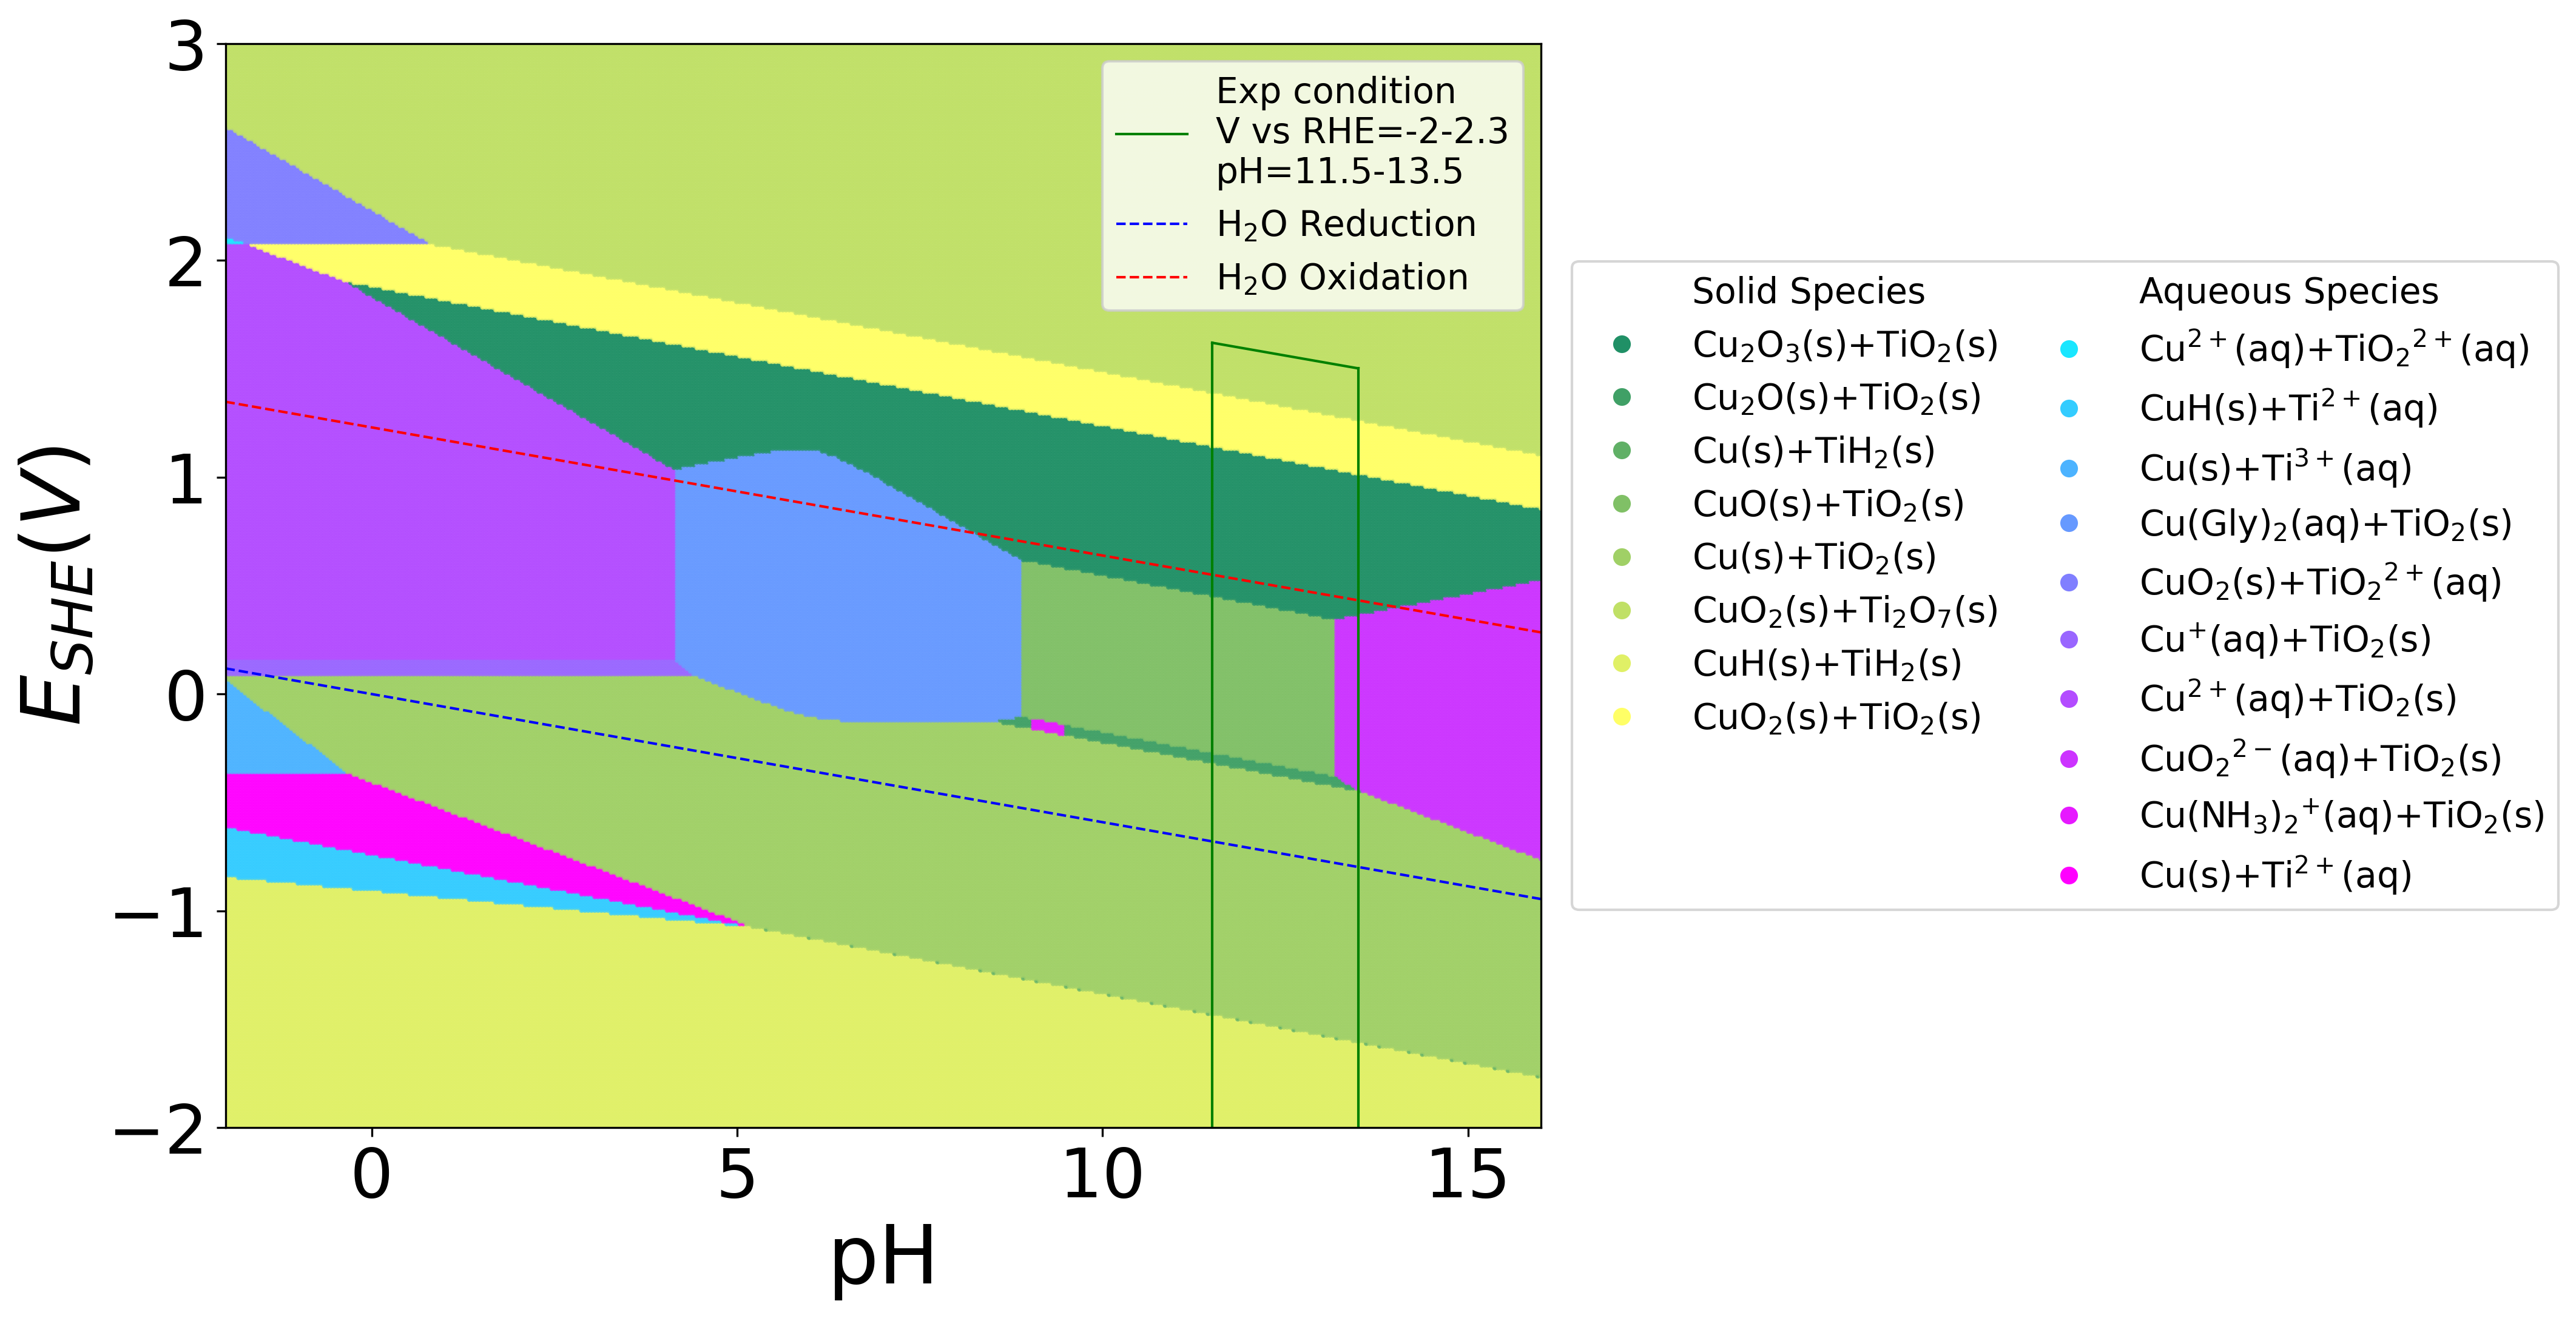 3
2
1
0
−1
−2
E_SHE(V)
0
5
10
15
pH
Exp condition
V vs RHE=-2-2.3
pH=11.5-13.5
H₂O Reduction
H₂O Oxidation
Solid Species
Cu₂O₃(s)+TiO₂(s)
Cu₂O(s)+TiO₂(s)
Cu(s)+TiH₂(s)
CuO(s)+TiO₂(s)
Cu(s)+TiO₂(s)
CuO₂(s)+Ti₂O₇(s)
CuH(s)+TiH₂(s)
CuO₂(s)+TiO₂(s)
Aqueous Species
Cu²⁺(aq)+TiO₂²⁺(aq)
CuH(s)+Ti²⁺(aq)
Cu(s)+Ti³⁺(aq)
Cu(Gly)₂(aq)+TiO₂(s)
CuO₂(s)+TiO₂²⁺(aq)
Cu⁺(aq)+TiO₂(s)
Cu²⁺(aq)+TiO₂(s)
CuO₂²⁻(aq)+TiO₂(s)
Cu(NH₃)₂⁺(aq)+TiO₂(s)
Cu(s)+Ti²⁺(aq)